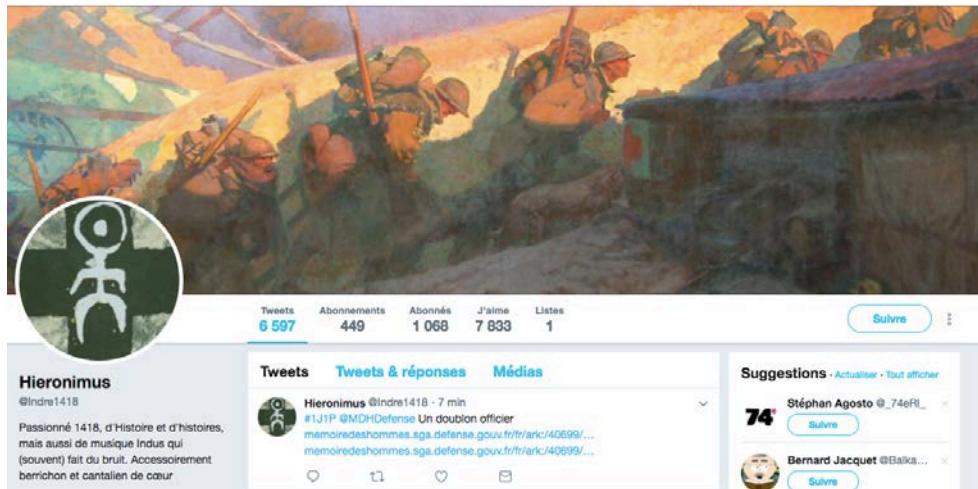 Tweets Abonnements Abonnés J'aime Listes
6 597 449 1 068 7 833 1
Suivre
Hieronimus
@Indre1418
Passionné 1418, d'Histoire et d'histoires,
mais aussi de musique Indus qui
(souvent) fait du bruit. Accessoirement
berrichon et cantalien de cœur
Tweets Tweets & réponses Médias
Hieronimus @Indre1418 · 7 min
#1J1P @MDHDefense Un doublon officier
memoiredeshommes.sga.defense.gouv.fr/fr/ark:/40699/…
memoiredeshommes.sga.defense.gouv.fr/fr/ark:/40699/…
Suggestions · Actualiser · Tout afficher
74e
Stéphan Agosto @_74eRI_
Suivre
Bernard Jacquet @Balka...
Suivre